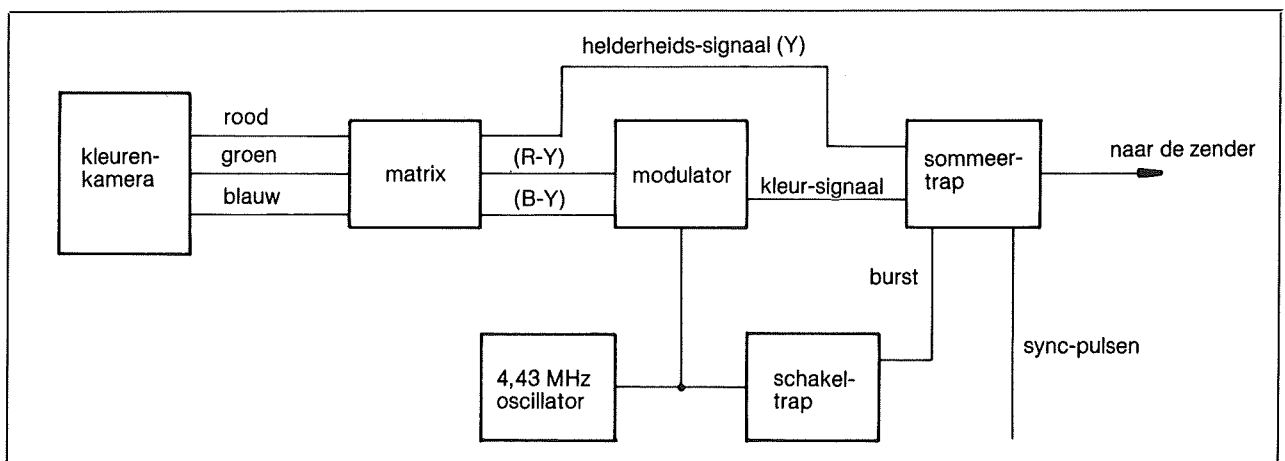 helderheids-signaal (Y)
kleuren-
kamera
rood
groen
blauw
matrix
(R-Y)
(B-Y)
modulator
kleur-signaal
sommeer-
trap
naar de zender
burst
sync-pulsen
4,43 MHz
oscillator
schakel-
trap